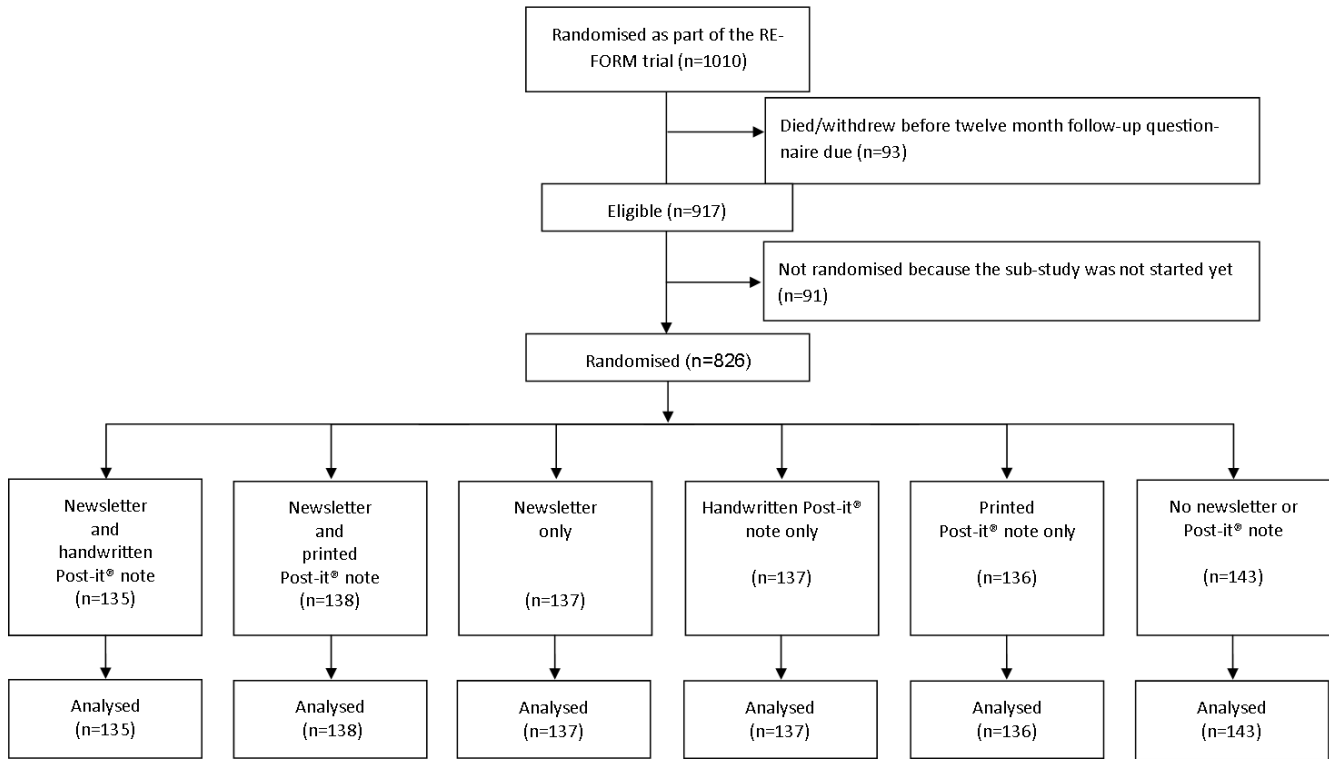 Randomised as part of the RE-
FORM trial (n=1010)
Died/withdrew before twelve month follow-up question-
naire due (n=93)
Eligible (n=917)
Not randomised because the sub-study was not started yet
(n=91)
Randomised (n=826)
Newsletter
and
handwritten
Post-it® note
(n=135)
Newsletter
and
printed
Post-it® note
(n=138)
Newsletter
only
(n=137)
Handwritten Post-it®
note only
(n=137)
Printed
Post-it® note only
(n=136)
No newsletter or
Post-it® note
(n=143)
Analysed
(n=135)
Analysed
(n=138)
Analysed
(n=137)
Analysed
(n=137)
Analysed
(n=136)
Analysed
(n=143)